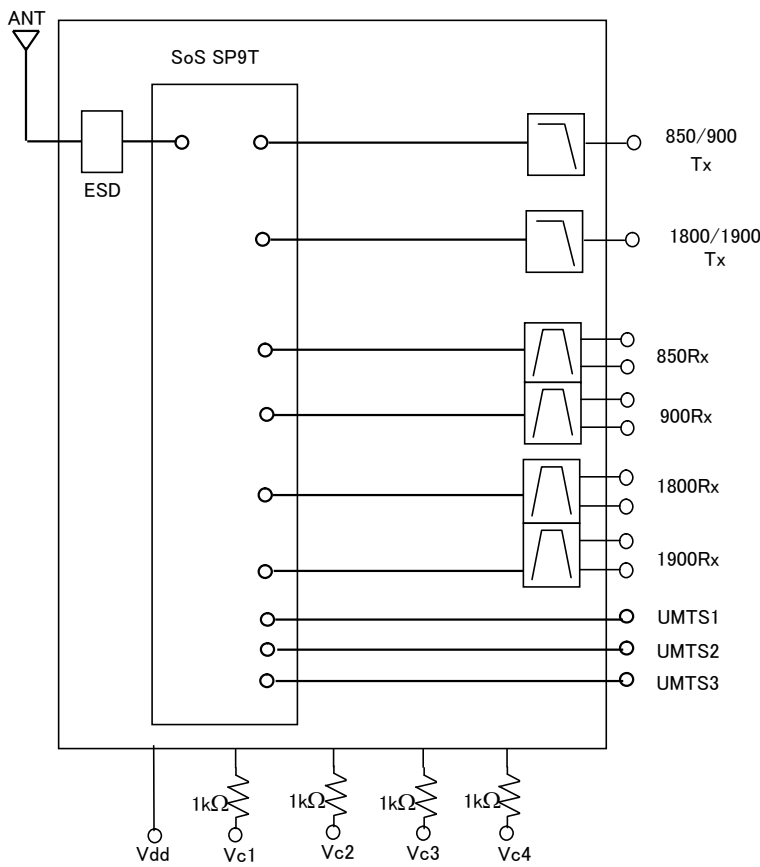 ANT
SoS SP9T
ESD
850/900
Tx
1800/1900
Tx
850Rx
900Rx
1800Rx
1900Rx
UMTS1
UMTS2
UMTS3
1kΩ
1kΩ
1kΩ
1kΩ
Vdd
Vc1
Vc2
Vc3
Vc4